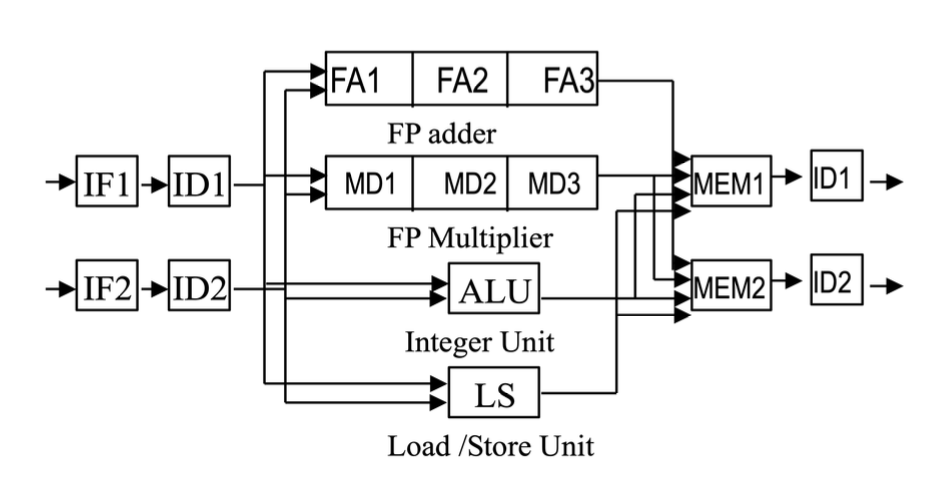 FA1 FA2 FA3
FP adder
IF1 ID1 MD1 MD2 MD3 MEM1 ID1
FP Multiplier
IF2 ID2 ALU MEM2 ID2
Integer Unit
LS
Load /Store Unit